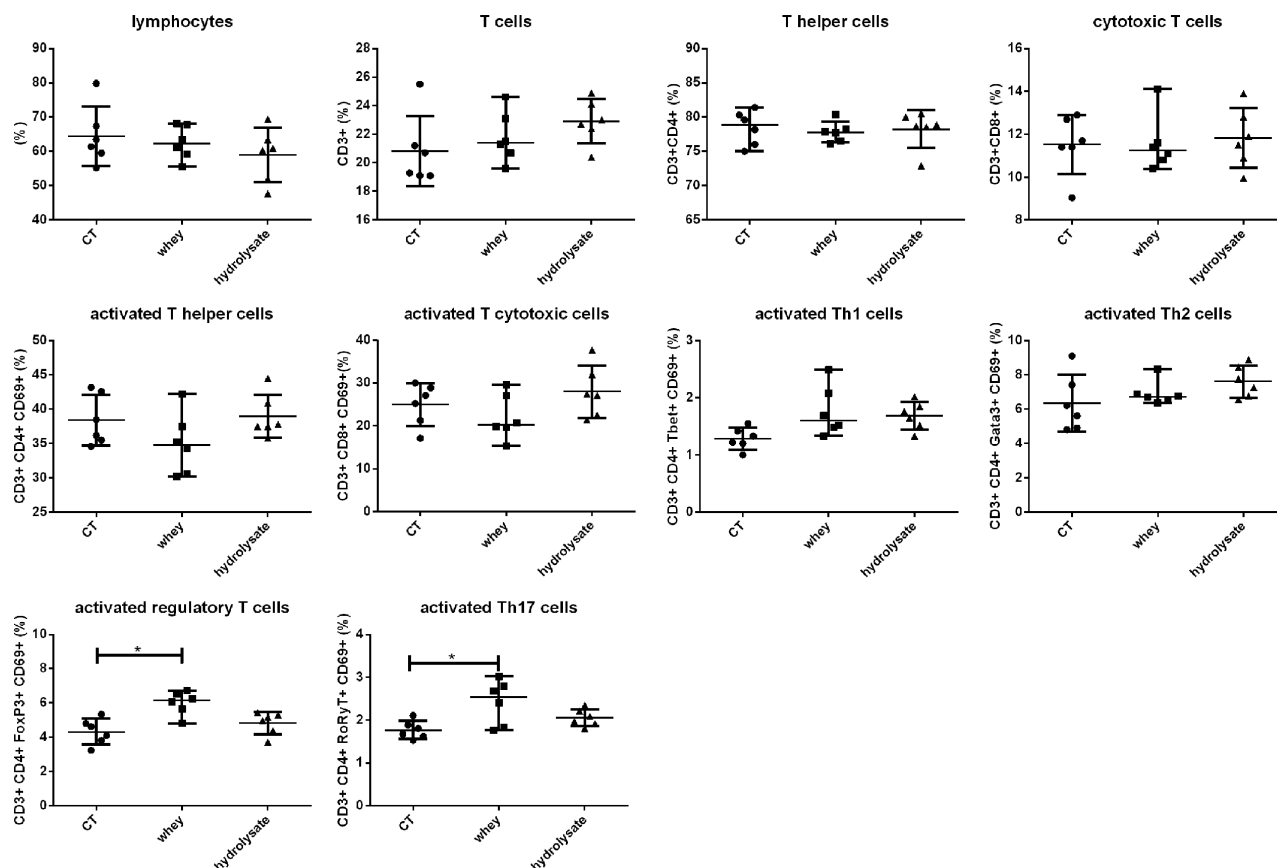 lymphocytes
(%)
90
80
70
60
50
40
CT
whey
hydrolysate
T cells
CD3+ (%)
28
26
24
22
20
18
16
CT
whey
hydrolysate
T helper cells
CD3+CD4+ (%)
90
85
80
75
70
65
CT
whey
hydrolysate
cytotoxic T cells
CD3+CD8+ (%)
16
14
12
10
8
CT
whey
hydrolysate
activated T helper cells
CD3+ CD4+ CD69+ (%)
50
45
40
35
30
25
CT
whey
hydrolysate
activated T cytotoxic cells
CD3+ CD8+ CD69+(%)
40
30
20
10
0
CT
whey
hydrolysate
activated Th1 cells
CD3+ CD4+ Tbet+ CD69+ (%)
3
2
1
0
CT
whey
hydrolysate
activated Th2 cells
CD3+ CD4+ Gata3+ CD69+ (%)
10
8
6
4
2
0
CT
whey
hydrolysate
activated regulatory T cells
CD3+ CD4+ FoxP3+ CD69+ (%)
10
8
6
4
2
0
*
CT
whey
hydrolysate
activated Th17 cells
CD3+ CD4+ RoRyT+ CD69+ (%)
4
3
2
1
0
*
CT
whey
hydrolysate